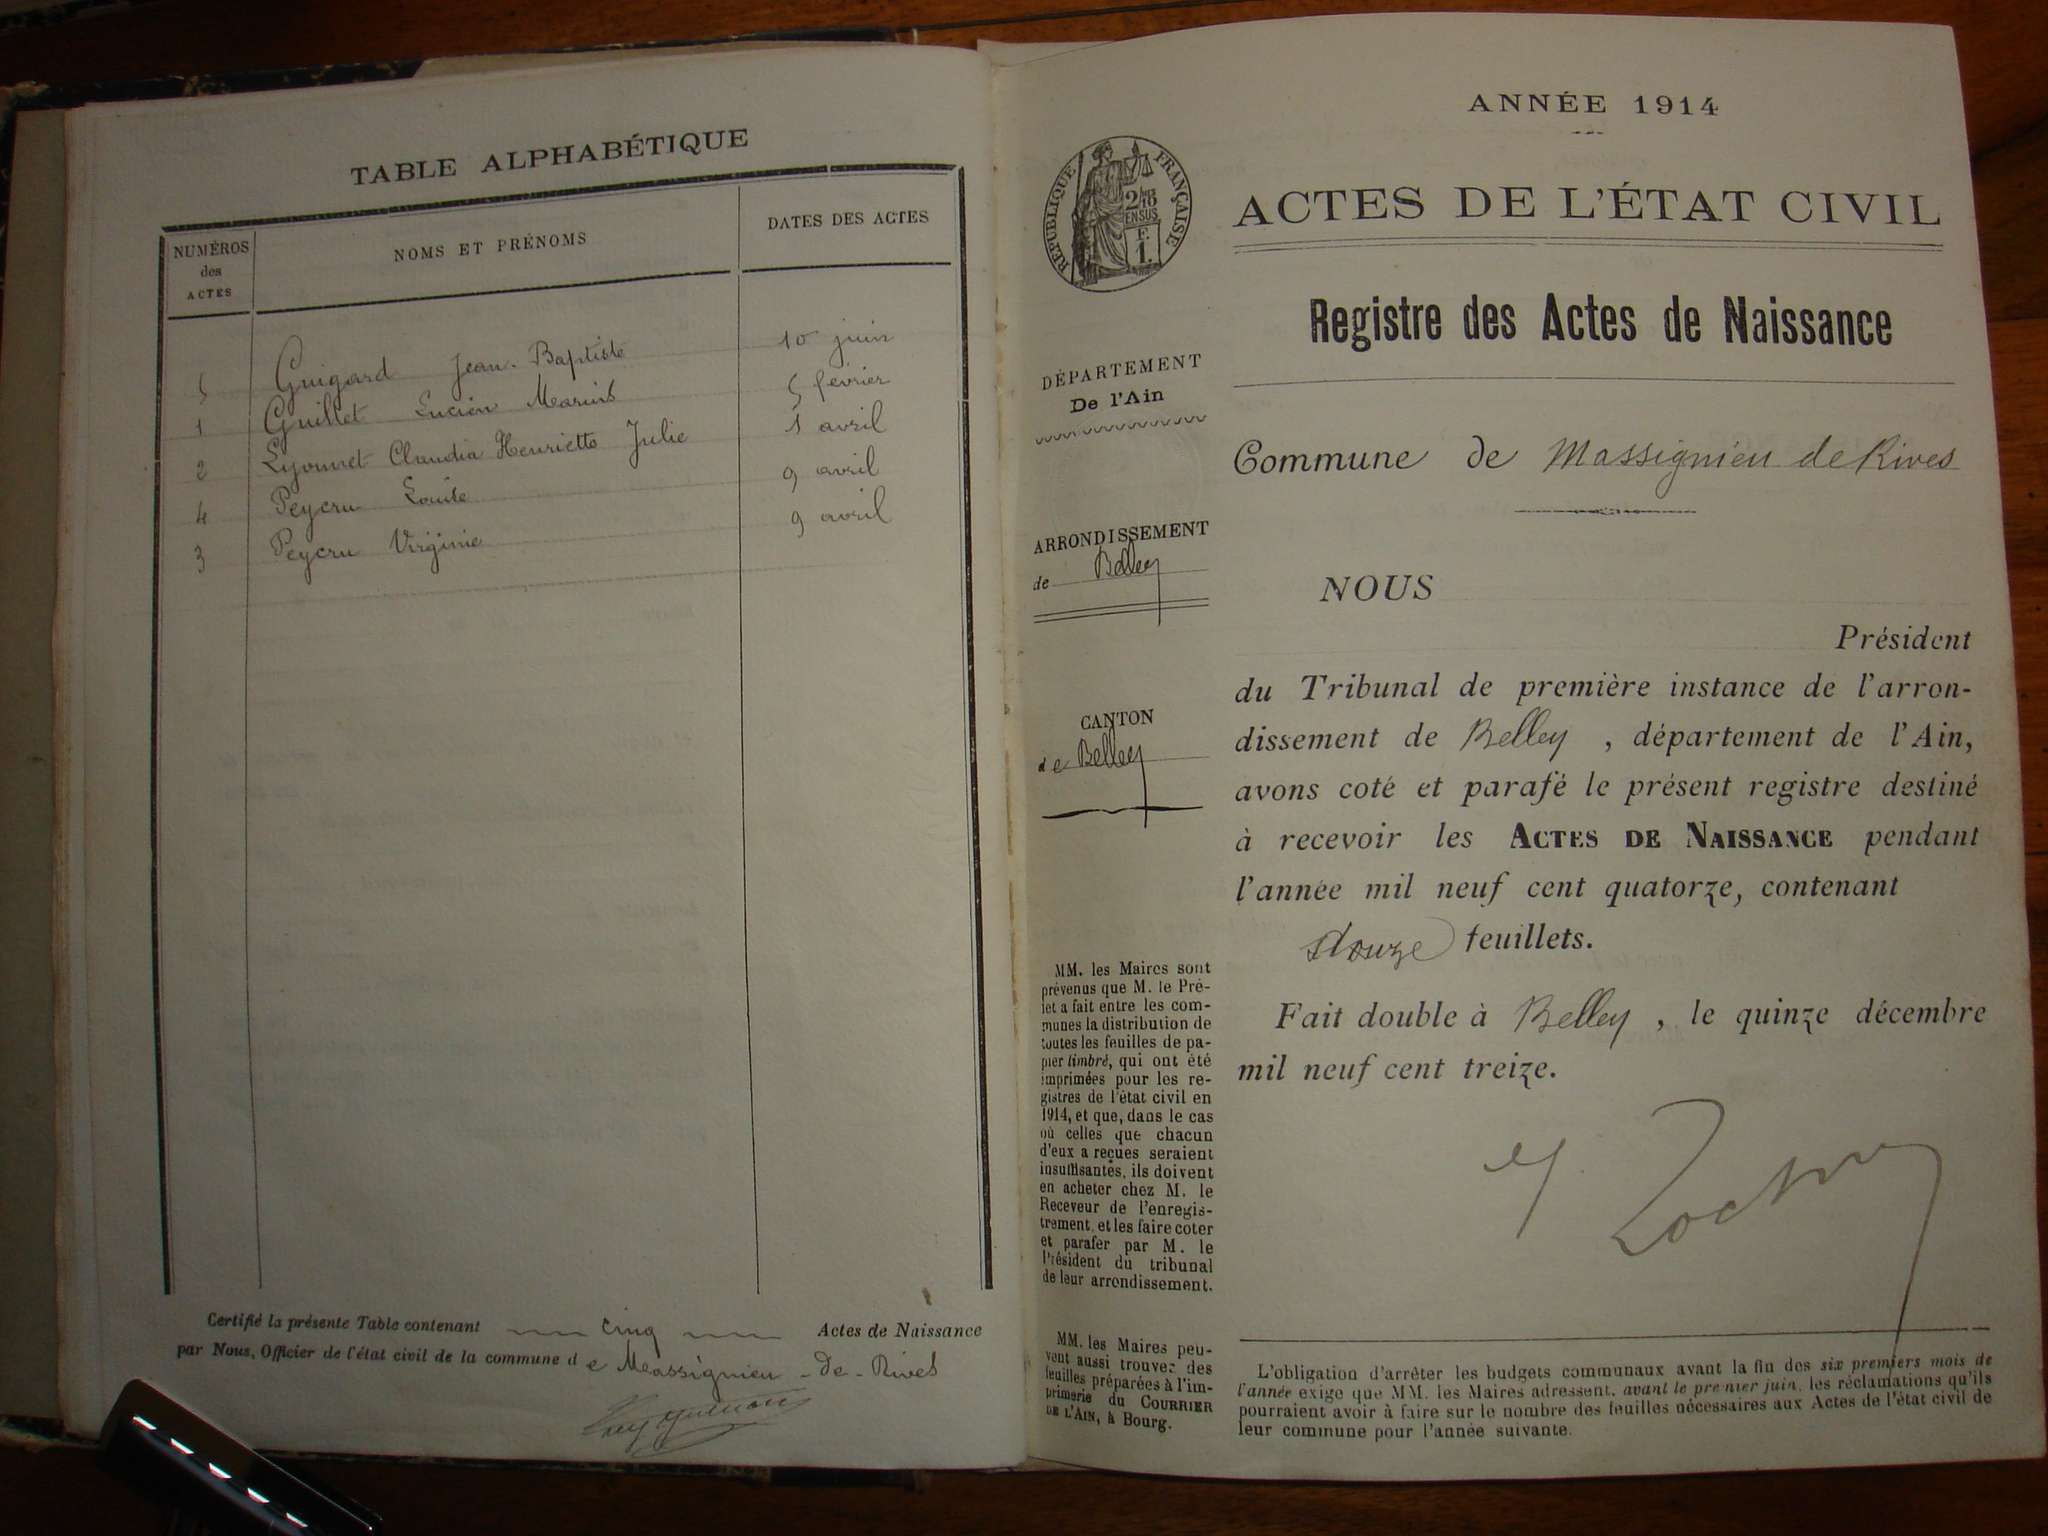 TABLE ALPHABÉTIQUE
NUMÉROS
des
ACTES
NOMS ET PRÉNOMS
DATES DES ACTES
5 Guigard Jean-Baptiste 10 juin
1 Guillet Lucien Marius 5 février
2 Lyonnet Claudia Henriette Julie 1 avril
4 Peycru Louise 9 avril
3 Peycru Virginie 9 avril
Certifié la présente Table contenant cinq Actes de Naissance
par Nous, Officier de l'état civil de la commune de Massignieu-de-Rives
ANNÉE 1914
RÉPUBLIQUE FRANÇAISE
2/10
EN SUS
F.
1.
ACTES DE L'ÉTAT CIVIL
Registre des Actes de Naissance
DÉPARTEMENT
De l'Ain
Commune de Massignieu de Rives
ARRONDISSEMENT
de Belley
CANTON
de Belley
NOUS
Président
du Tribunal de première instance de l'arron-
dissement de Belley, département de l'Ain,
avons coté et parafé le présent registre destiné
à recevoir les ACTES DE NAISSANCE pendant
l'année mil neuf cent quatorze, contenant
douze feuillets.
Fait double à Belley, le quinze décembre
mil neuf cent treize.
MM. les Maires sont
prévenus que M. le Pré-
fet a fait entre les com-
munes la distribution de
toutes les feuilles de pa-
pier timbré, qui ont été
imprimées pour les re-
gistres de l'état civil en
1914, et que, dans le cas
où celles que chacun
d'eux a reçues seraient
insuffisantes, ils doivent
en acheter chez M. le
Receveur de l'enregis-
trement, et les faire coter
et parafer par M. le
Président du tribunal
de leur arrondissement.
MM. les Maires peu-
vent aussi trouver des
feuilles préparées à l'im-
primerie du COURRIER
DE L'AIN, à Bourg.
L'obligation d'arrêter les budgets communaux avant la fin des six premiers mois de
l'année exige que MM. les Maires adressent, avant le premier juin, les réclamations qu'ils
pourraient avoir à faire sur le nombre des feuilles nécessaires aux Actes de l'état civil de
leur commune pour l'année suivante.